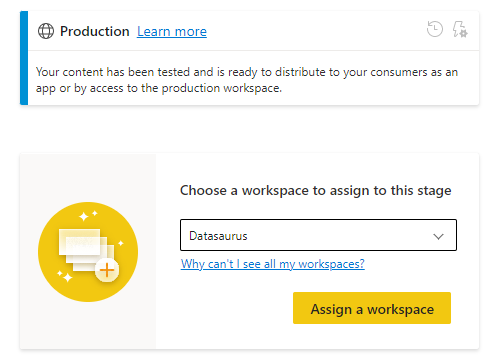 Production Learn more
Your content has been tested and is ready to distribute to your consumers as an
app or by access to the production workspace.
Choose a workspace to assign to this stage
Datasaurus
Why can't I see all my workspaces?
Assign a workspace